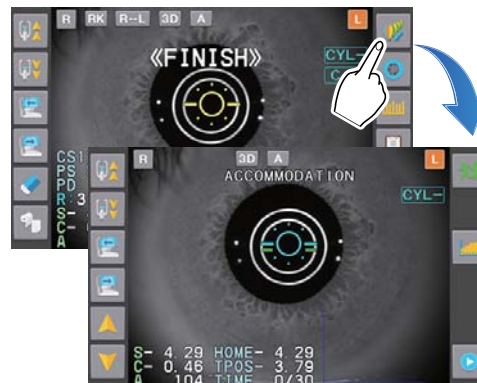 R RK R--L 3D A L
«FINISH»
CYL-
CS1
PS
PD
R:3
S-
C-
A
R 3D A L
ACCOMMODATION
CYL-
S- 4.29 HOME- 4.29
C- 0.46 TPOS- 3.79
A 104 TIME 0/30